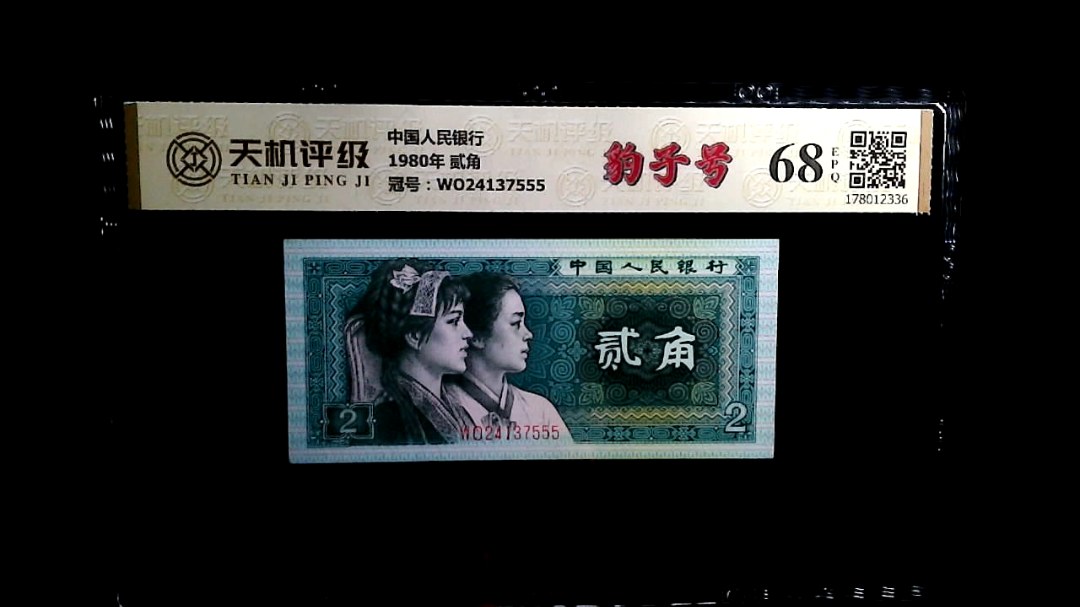 天机评级
TIAN JI PING JI
中国人民银行
1980年 贰角
冠号：WO24137555
豹子号
68
EPQ
178012336
中国人民银行
贰角
2
2
WO24137555